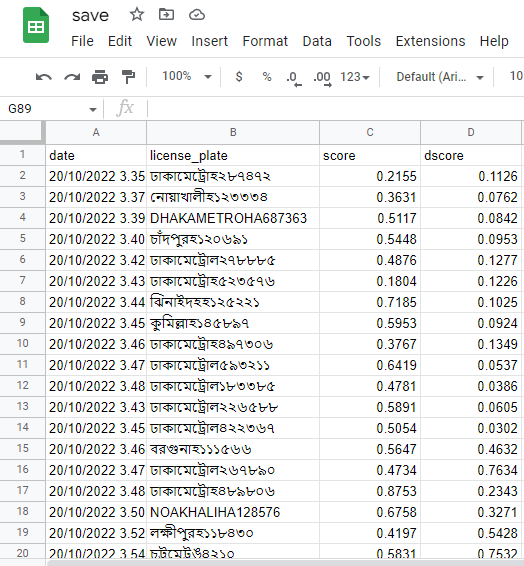 save
File Edit View Insert Format Data Tools Extensions Help
100% $ % .0 .00 123 Default (Ari... 10
G89 fx
A B C D
1 date license_plate score dscore
2 20/10/2022 3.35 ঢাকামেট্রোহ২৮৭৪৭২ 0.2155 0.1126
3 20/10/2022 3.37 নোয়াখালীহ১২৩৩৩৪ 0.3631 0.0762
4 20/10/2022 3.39 DHAKAMETROHA687363 0.5117 0.0842
5 20/10/2022 3.40 চাঁদপুরহ১২০৬৯১ 0.5448 0.0953
6 20/10/2022 3.42 ঢাকামেট্রোল২৭৮৮৮৫ 0.4876 0.1277
7 20/10/2022 3.43 ঢাকামেট্রোহ৫২৩৫৭৬ 0.1804 0.1226
8 20/10/2022 3.44 ঝিনাইদহহ১২৫২২১ 0.7185 0.1025
9 20/10/2022 3.45 কুমিল্লাহ১৪৫৮৯৭ 0.5953 0.0924
10 20/10/2022 3.46 ঢাকামেট্রোহ৪৯৭৩০৬ 0.3767 0.1349
11 20/10/2022 3.47 ঢাকামেট্রোল৫৯৩২১১ 0.6419 0.0537
12 20/10/2022 3.48 ঢাকামেট্রোল১৮৩৩৮৫ 0.4781 0.0386
13 20/10/2022 3.43 ঢাকামেট্রোল২২৬৫৮৮ 0.5891 0.0605
14 20/10/2022 3.45 ঢাকামেট্রোল৪২২৩৬৭ 0.5054 0.0302
15 20/10/2022 3.46 বরগুনাহ১১১৫৬৬ 0.5647 0.4632
16 20/10/2022 3.47 ঢাকামেট্রোল২৬৭৮৯০ 0.4734 0.7634
17 20/10/2022 3.48 ঢাকামেট্রোহ৪৮৯৮০৬ 0.8753 0.2343
18 20/10/2022 3.50 NOAKHALIHA128576 0.6758 0.3271
19 20/10/2022 3.52 লক্ষীপুরহ১১৮৪৩০ 0.4197 0.5428
20 20/10/2022 3.54 0.5831 0.7532